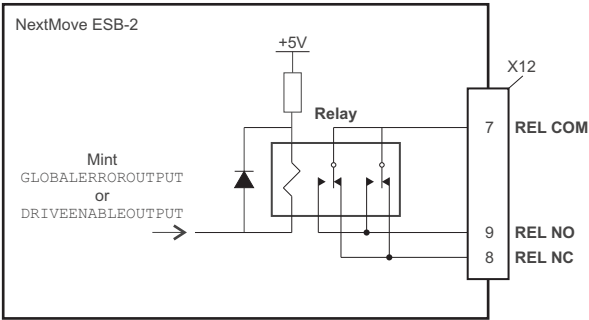 NextMove ESB-2
+5V
X12
Relay
7 REL COM
Mint
GLOBALERROROUTPUT
or
DRIVEENABLEOUTPUT
9 REL NO
8 REL NC